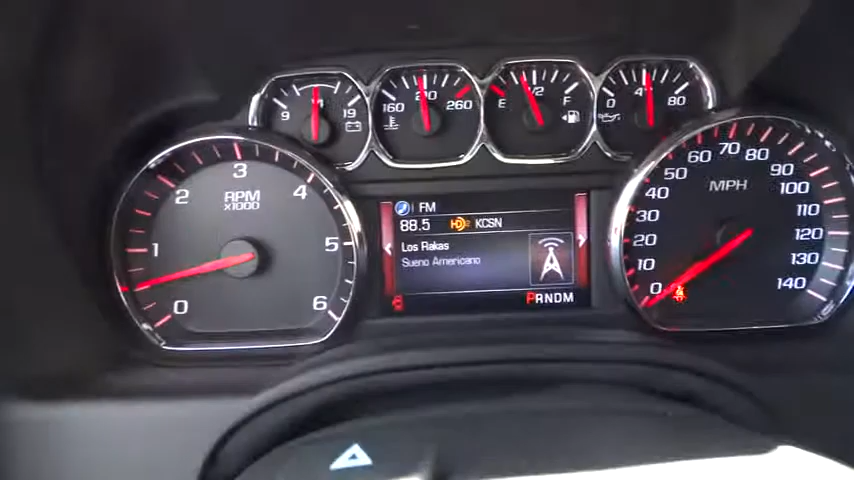 9 19
160 210 260
E 1/2 F
0 40 80
0 1 2 3 4 5 6
RPM
x1000
0 10 20 30 40 50 60 70 80 90 100 110 120 130 140
MPH
FM
88.5 HD KCSN
Los Rakas
Sueno Americano
PRNDM